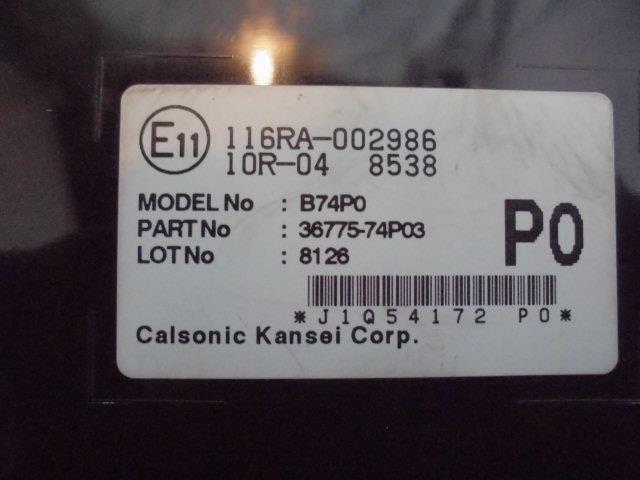 E11 116RA-002986
10R-04 8538
MODEL No : B74P0
PART No : 36775-74P03
LOT No : 8126
P0
*J1Q54172 P0*
Calsonic Kansei Corp.